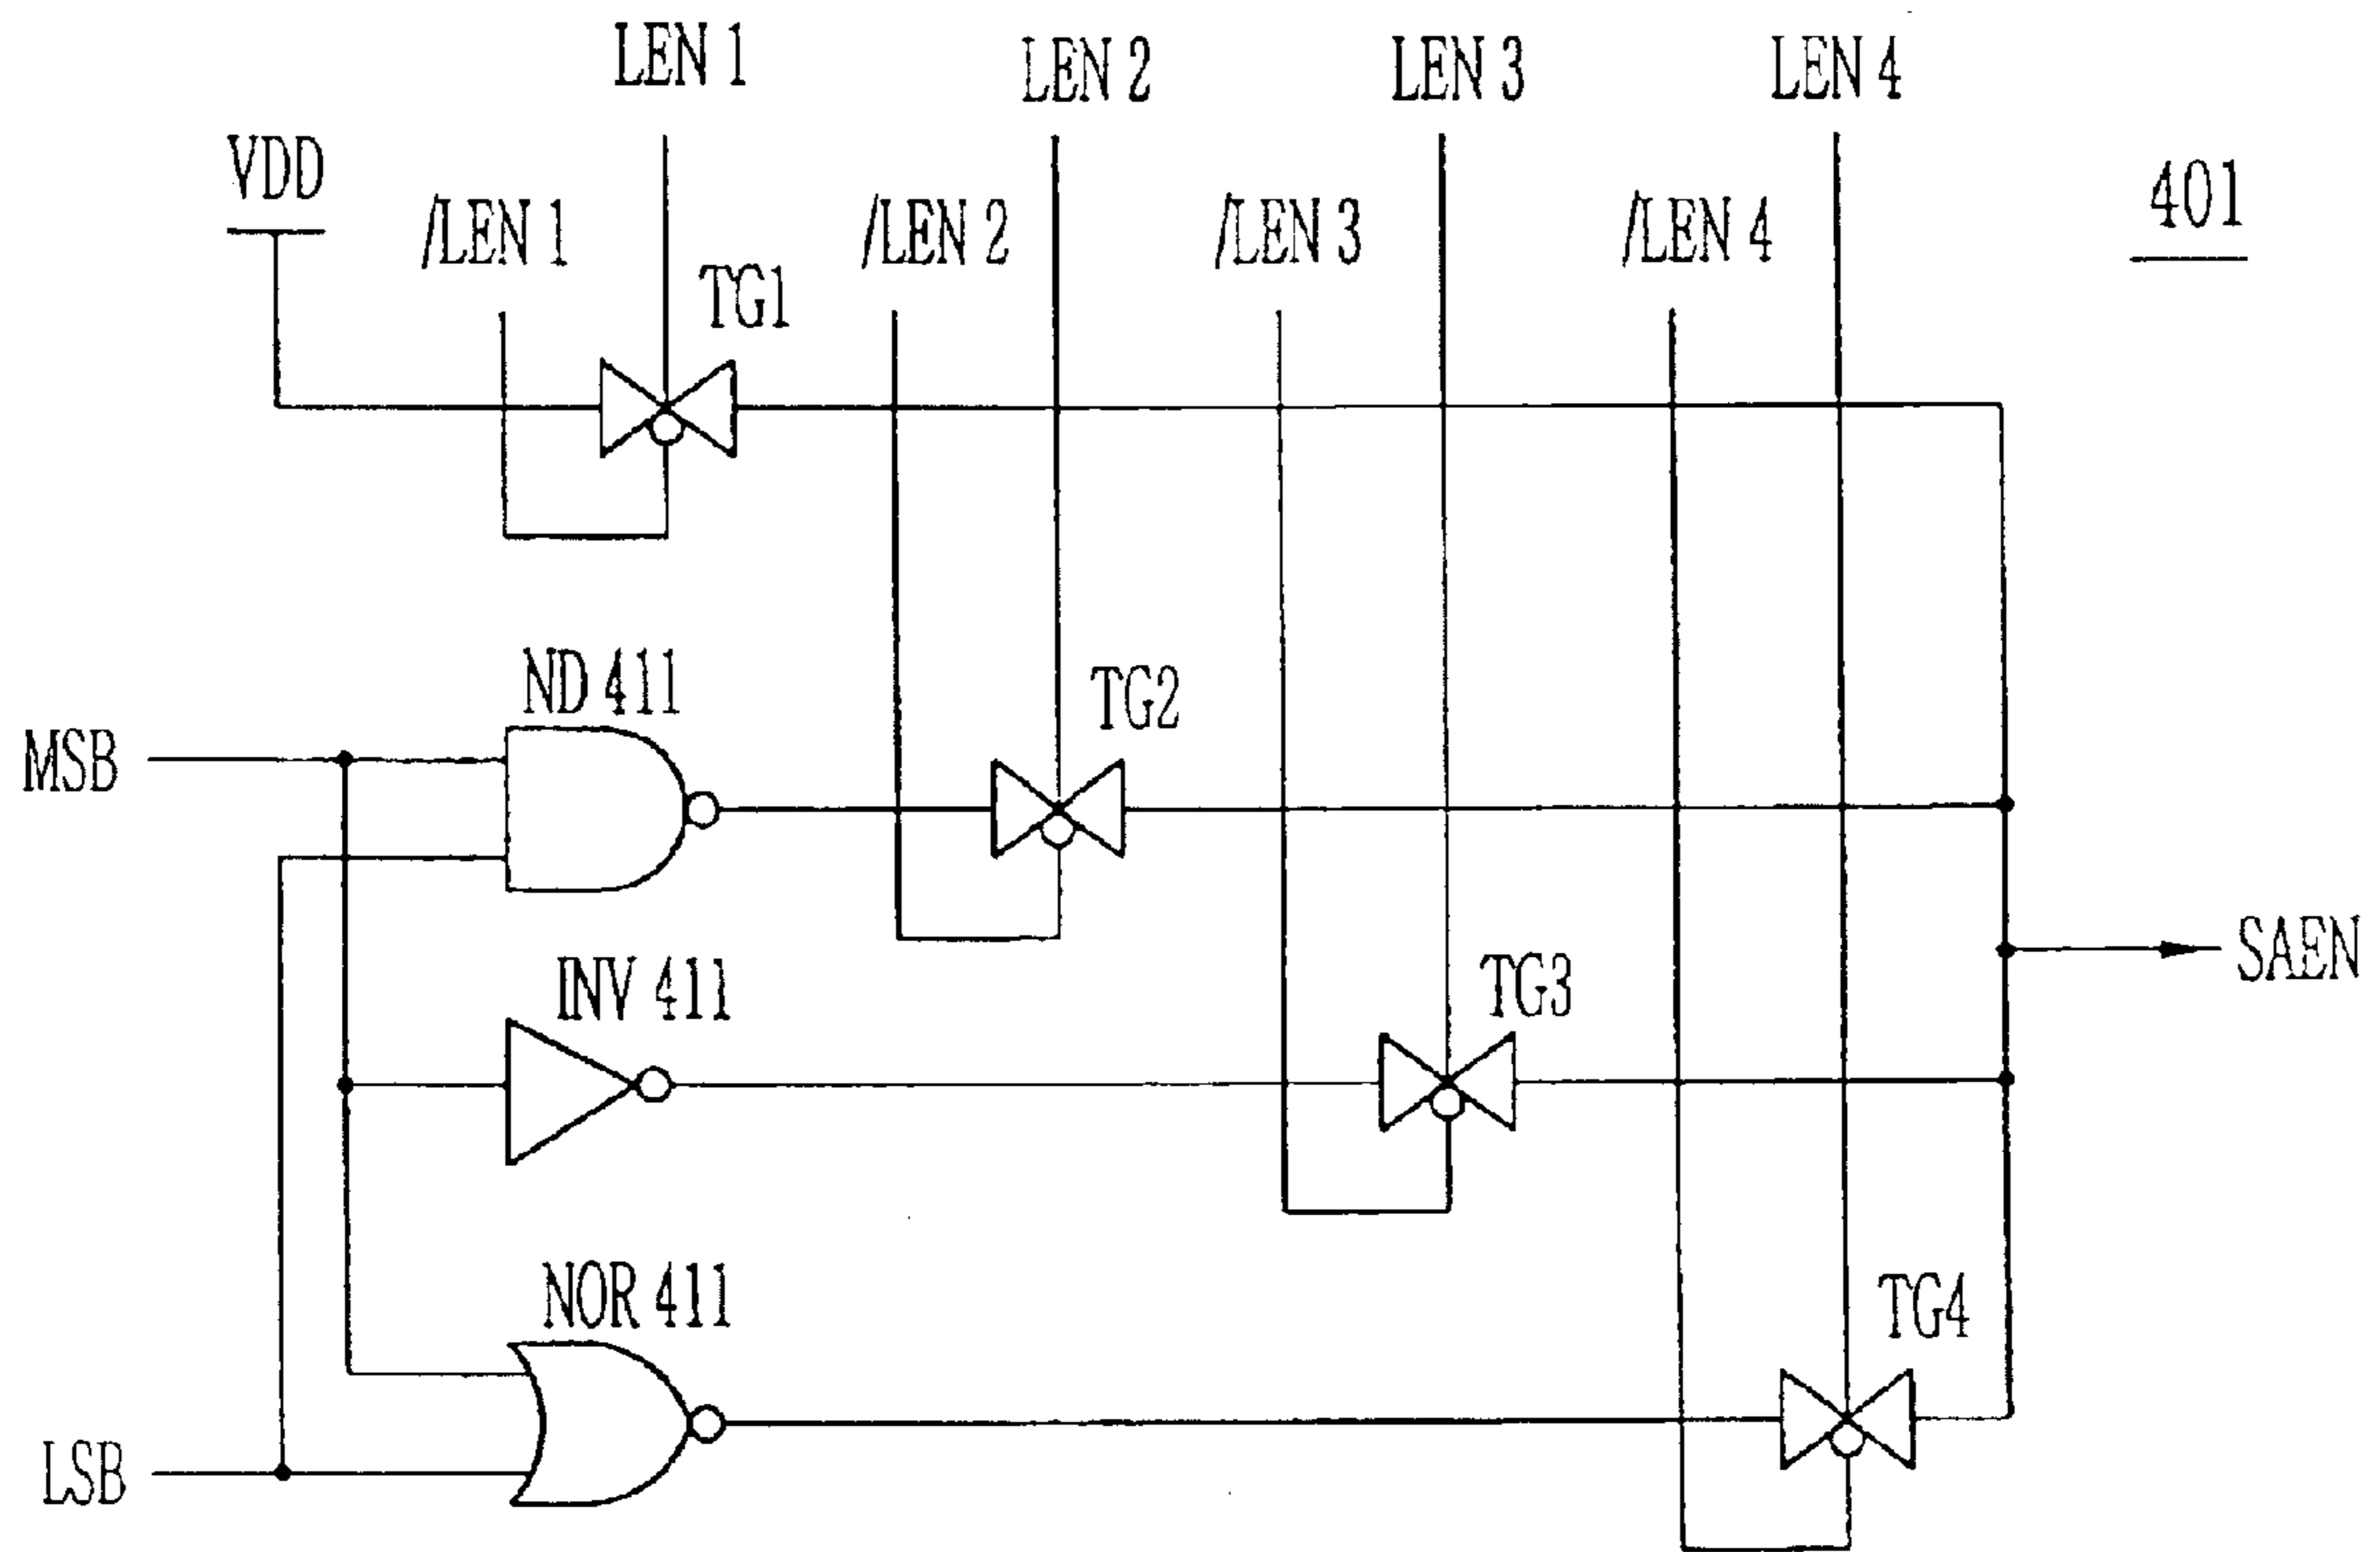 LEN 1
LEN 2
LEN 3
LEN 4
VDD
/LEN 1
/LEN 2
/LEN 3
/LEN 4
401
TG1
ND 411
TG2
MSB
INV 411
TG3
SAEN
NOR 411
TG4
LSB